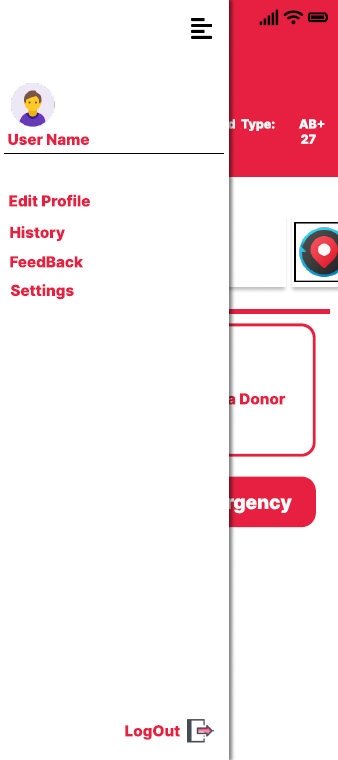 d Type: AB+
27
User Name
Edit Profile
History
FeedBack
Settings
a Donor
rgency
LogOut